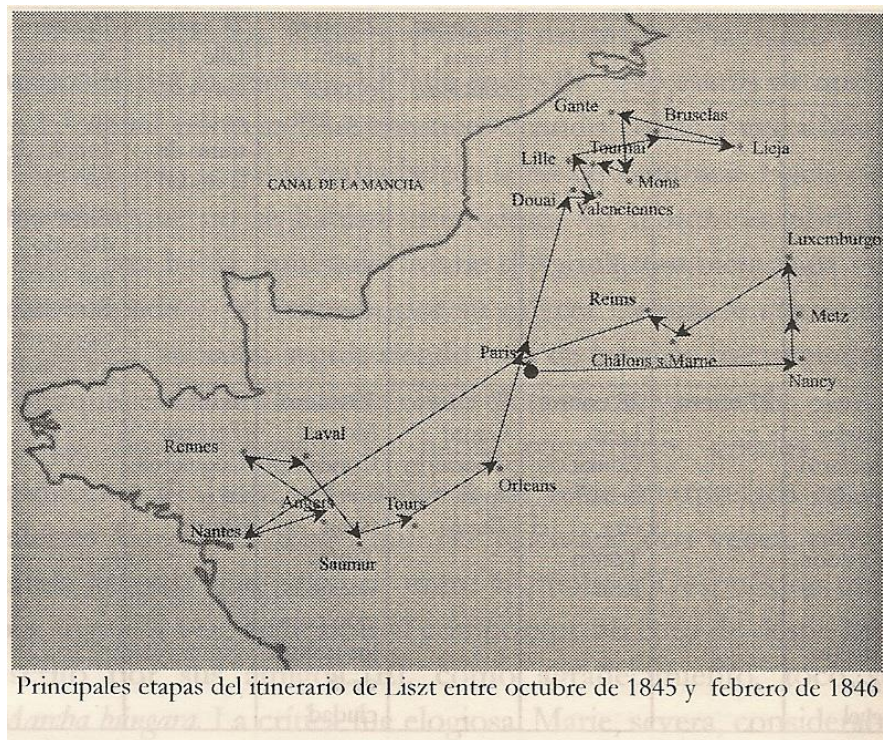 Gante
Bruselas
Lille
Tournai
Lieja
CANAL DE LA MANCHA
Mons
Douai
Valenciennes
Luxemburgo
Reims
Metz
Paris
Châlons s Marne
Nancy
Rennes
Laval
Orleans
Angers
Tours
Nantes
Saumur
Principales etapas del itinerario de Liszt entre octubre de 1845 y febrero de 1846